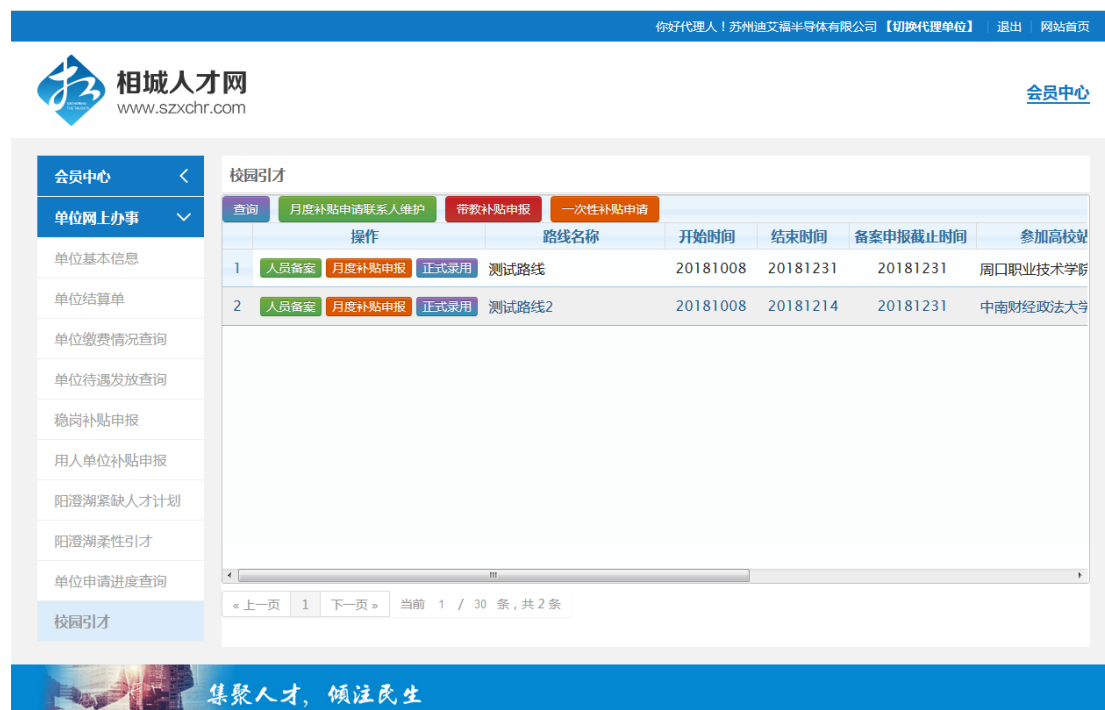 你好代理人！苏州迪艾福半导体有限公司【切换代理单位】 退出 网站首页
相城人才网
www.szxchr.com
会员中心
会员中心
单位网上办事
单位基本信息
单位结算单
单位缴费情况查询
单位待遇发放查询
稳岗补贴申报
用人单位补贴申报
阳澄湖紧缺人才计划
阳澄湖柔性引才
单位申请进度查询
校园引才
校园引才
查询 月度补贴申请联系人维护 带教补贴申报 一次性补贴申请
操作 路线名称 开始时间 结束时间 备案申报截止时间 参加高校站
1 人员备案 月度补贴申报 正式录用 测试路线 20181008 20181231 20181231 周口职业技术学院
2 人员备案 月度补贴申报 正式录用 测试路线2 20181008 20181214 20181231 中南财经政法大学
«上一页 1 下一页» 当前 1 / 30 条,共2条
集聚人才，倾注民生